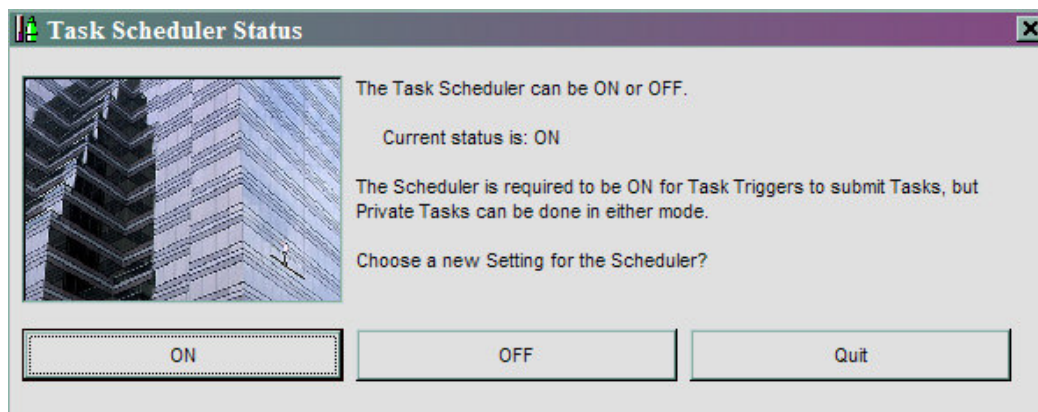 Task Scheduler Status
The Task Scheduler can be ON or OFF.
Current status is: ON
The Scheduler is required to be ON for Task Triggers to submit Tasks, but
Private Tasks can be done in either mode.
Choose a new Setting for the Scheduler?
ON
OFF
Quit